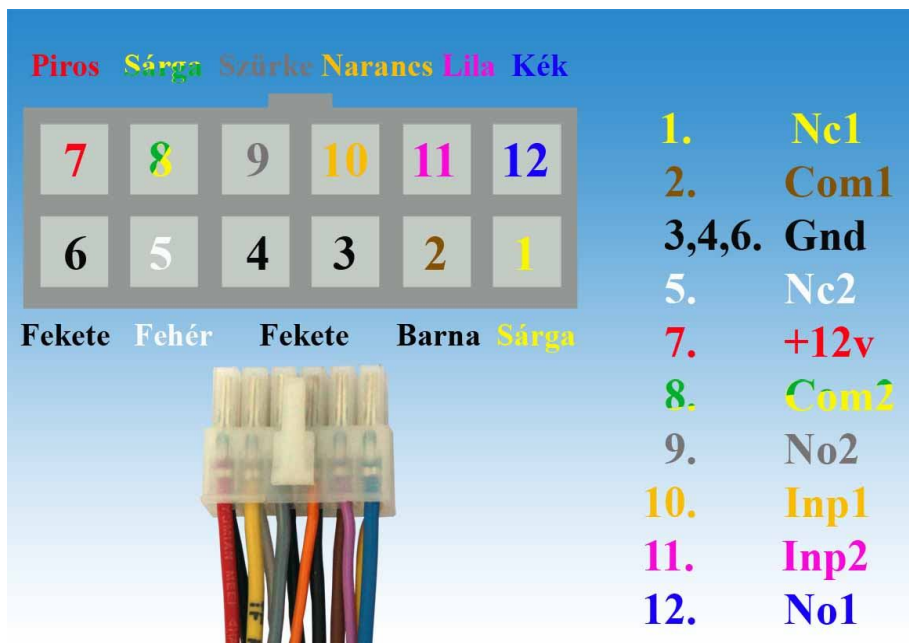 Piros Sárga Szürke Narancs Lila Kék
7 8 9 10 11 12
6 5 4 3 2 1
Fekete Fehér Fekete Barna Sárga
1. Nc1
2. Com1
3,4,6. Gnd
5. Nc2
7. +12v
8. Com2
9. No2
10. Inp1
11. Inp2
12. No1